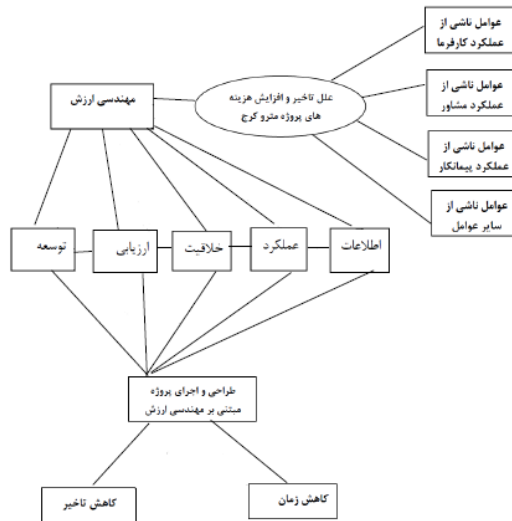 عوامل ناشی از
عملکرد کارفرما
مهندسی ارزش
علل تاخیر و افزایش هزینه
های پروژه مترو کرج
عوامل ناشی از
عملکرد مشاور
عوامل ناشی از
عملکرد پیمانکار
عوامل ناشی از
سایر عوامل
اطلاعات
عملکرد
خلاقیت
ارزیابی
توسعه
طراحی و اجرای پروژه
مبتنی بر مهندسی ارزش
کاهش زمان
کاهش تاخیر